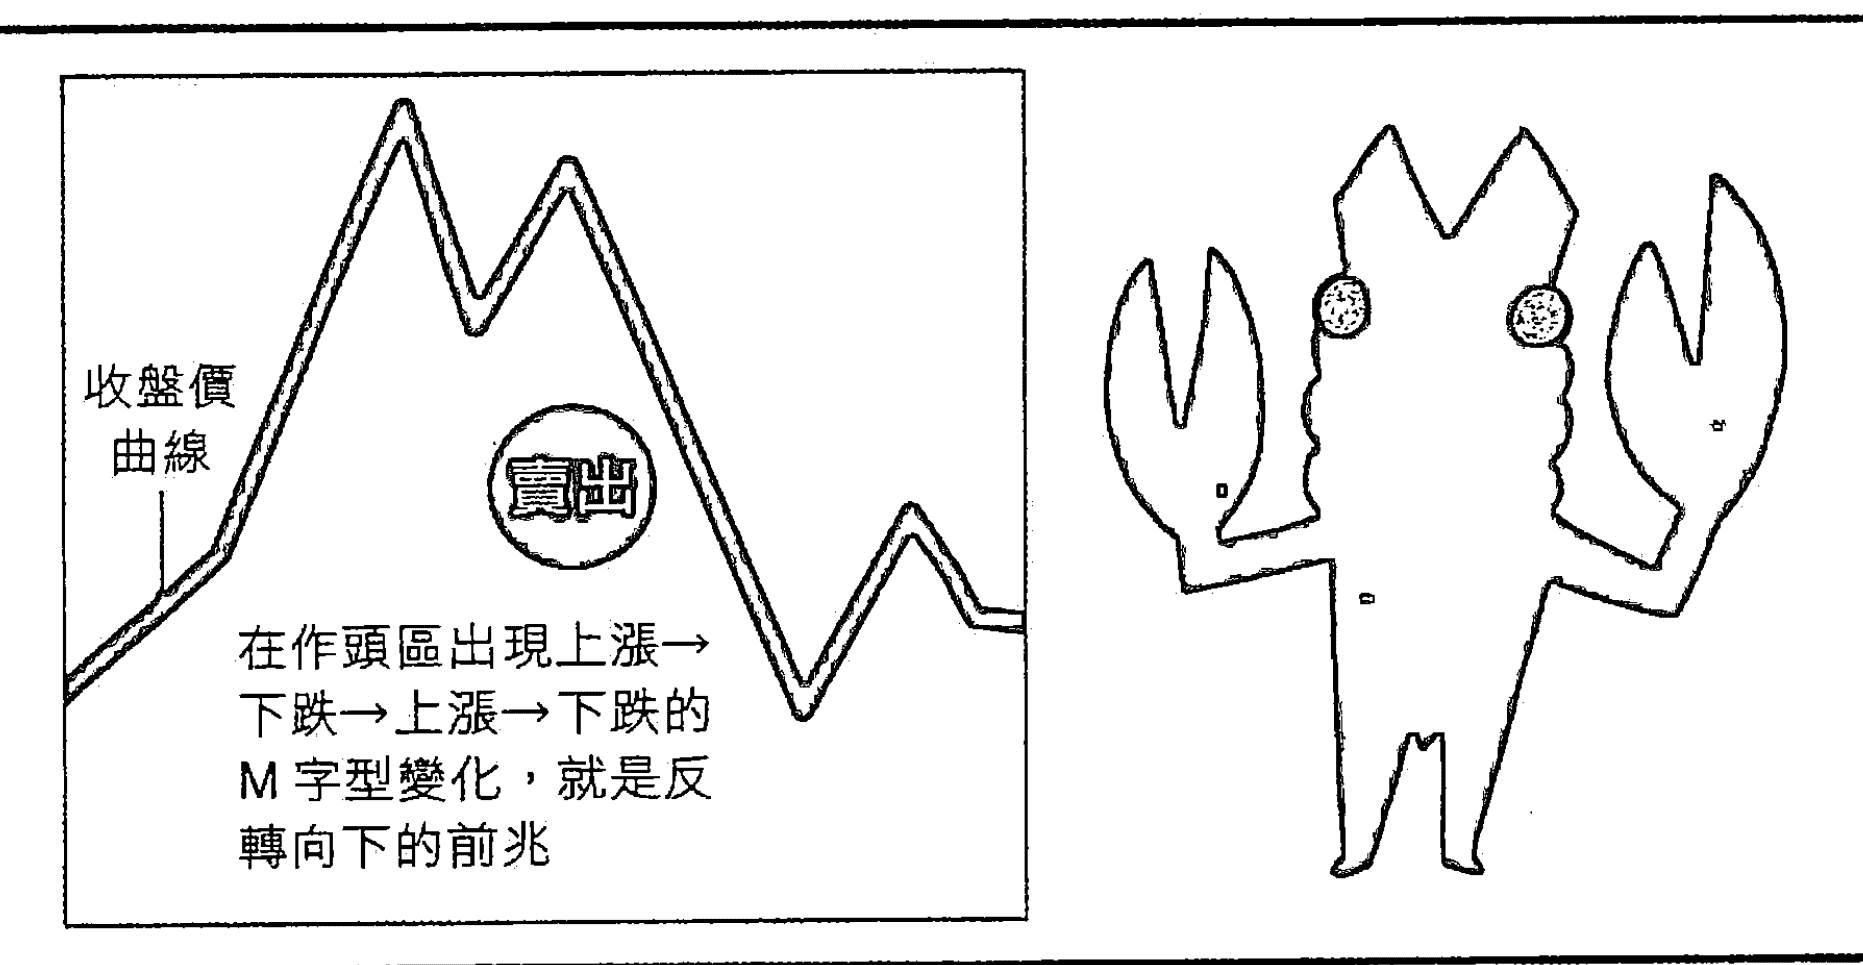 收盤價
曲線
賣出
在作頭區出現上漲→
下跌→上漲→下跌的
M 字型變化，就是反
轉向下的前兆